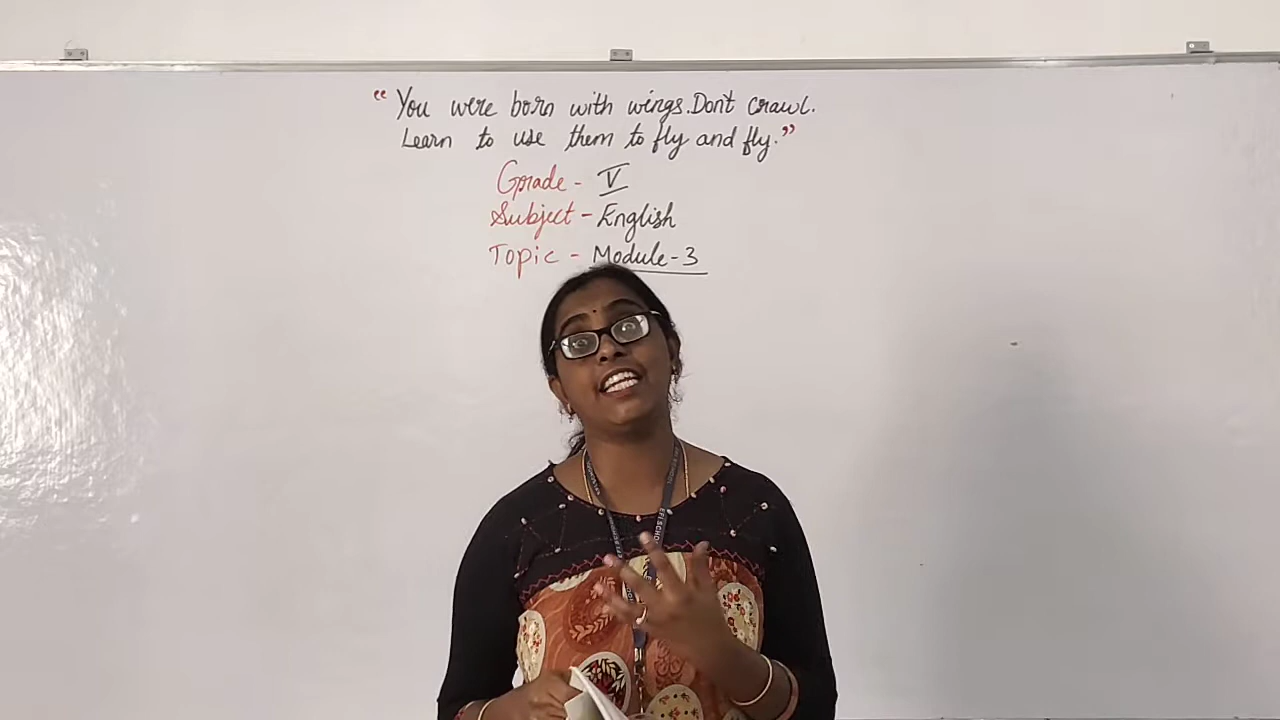 “You were born with wings. Don't crawl.
Learn to use them to fly and fly.”
Grade - V
Subject - English
Topic - Module-3